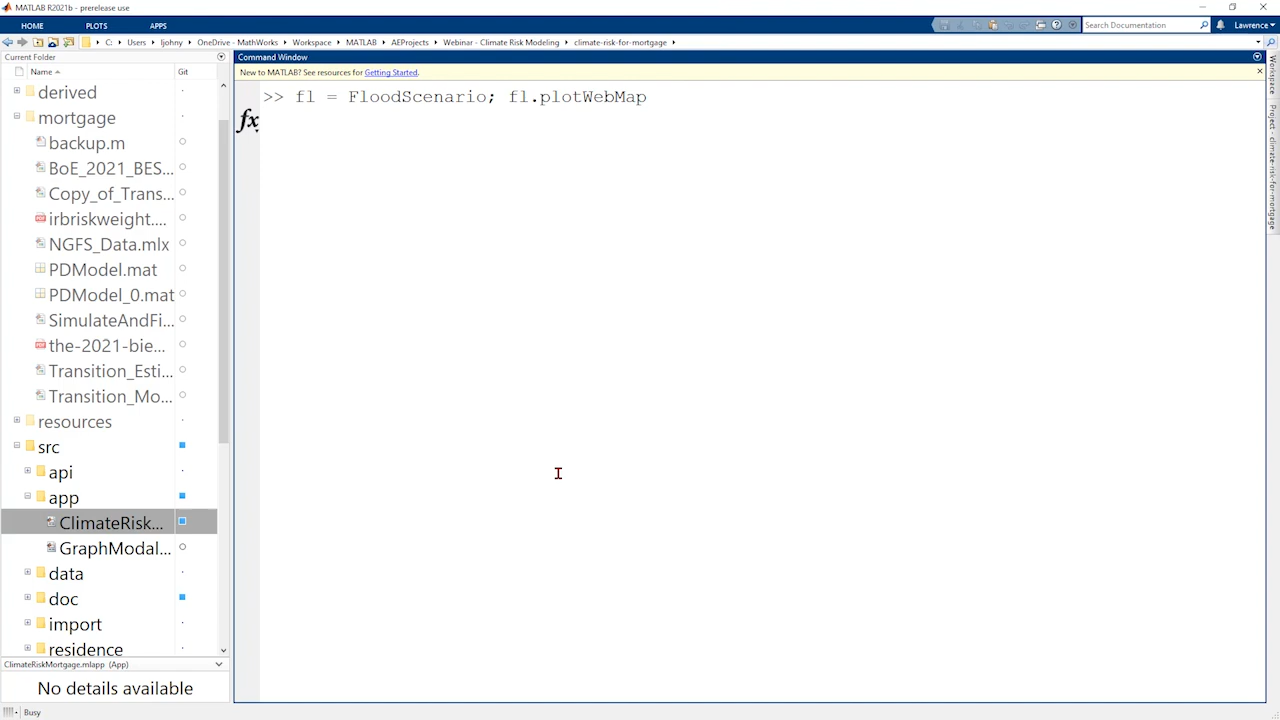 MATLAB R2021b - prerelease use
HOME PLOTS APPS Search Documentation Lawrence
C: Users ljohny OneDrive - MathWorks Workspace MATLAB AEProjects Webinar - Climate Risk Modeling climate-risk-for-mortgage
Current Folder
Command Window
Name Git
New to MATLAB? See resources for Getting Started.
>> fl = FloodScenario; fl.plotWebMap
fx
derived
mortgage
backup.m
BoE_2021_BES...
Copy_of_Trans...
irbriskweight....
NGFS_Data.mlx
PDModel.mat
PDModel_0.mat
SimulateAndFi...
the-2021-bie...
Transition_Esti...
Transition_Mo...
resources
src
api
app
ClimateRisk...
GraphModal...
data
doc
import
residence
ClimateRiskMortgage.mlapp (App)
No details available
Busy
Workspace
Project - climate-risk-for-mortgage